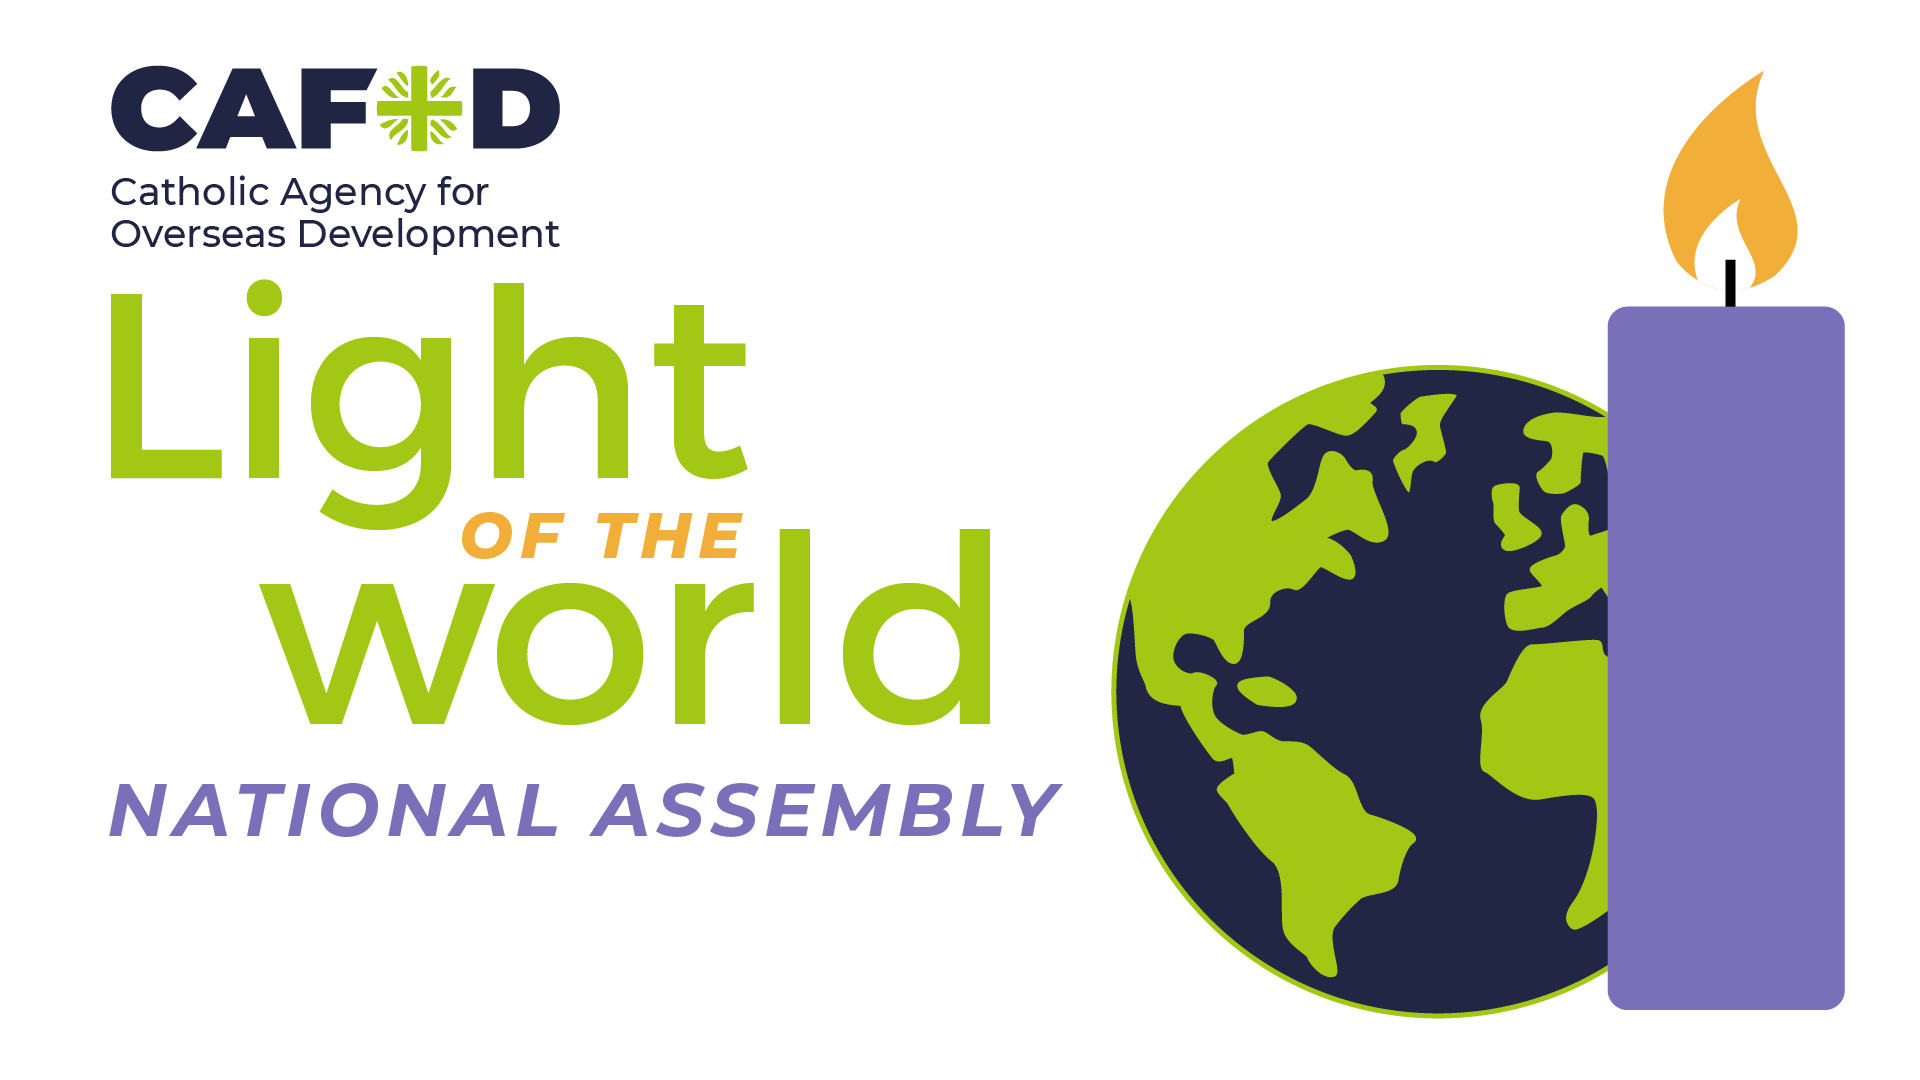 CAFOD
Catholic Agency for
Overseas Development
Light
OF THE
world
NATIONAL ASSEMBLY